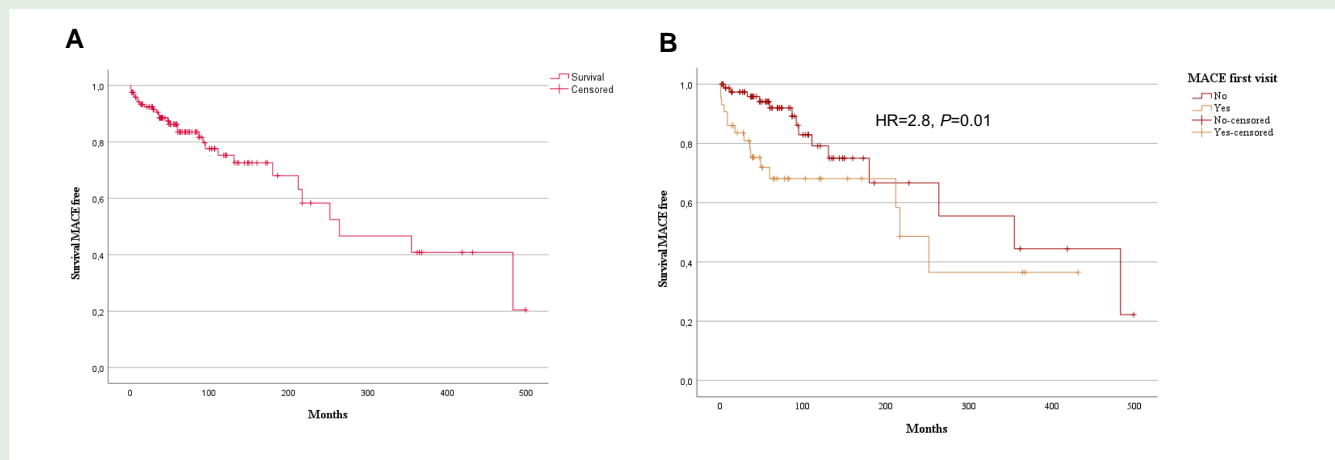 A
Survival
Censored
1,0
0,8
0,6
0,4
0,2
0,0
Survival MACE free
0 100 200 300 400 500
Months
B
MACE first visit
No
Yes
No-censored
Yes-censored
HR=2.8, P=0.01
1,0
0,8
0,6
0,4
0,2
0,0
Survival MACE free
0 100 200 300 400 500
Months